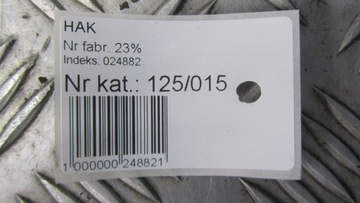 HAK
Nr fabr. 23%
Indeks: 024882
Nr kat.: 125/015
1 000000 248821